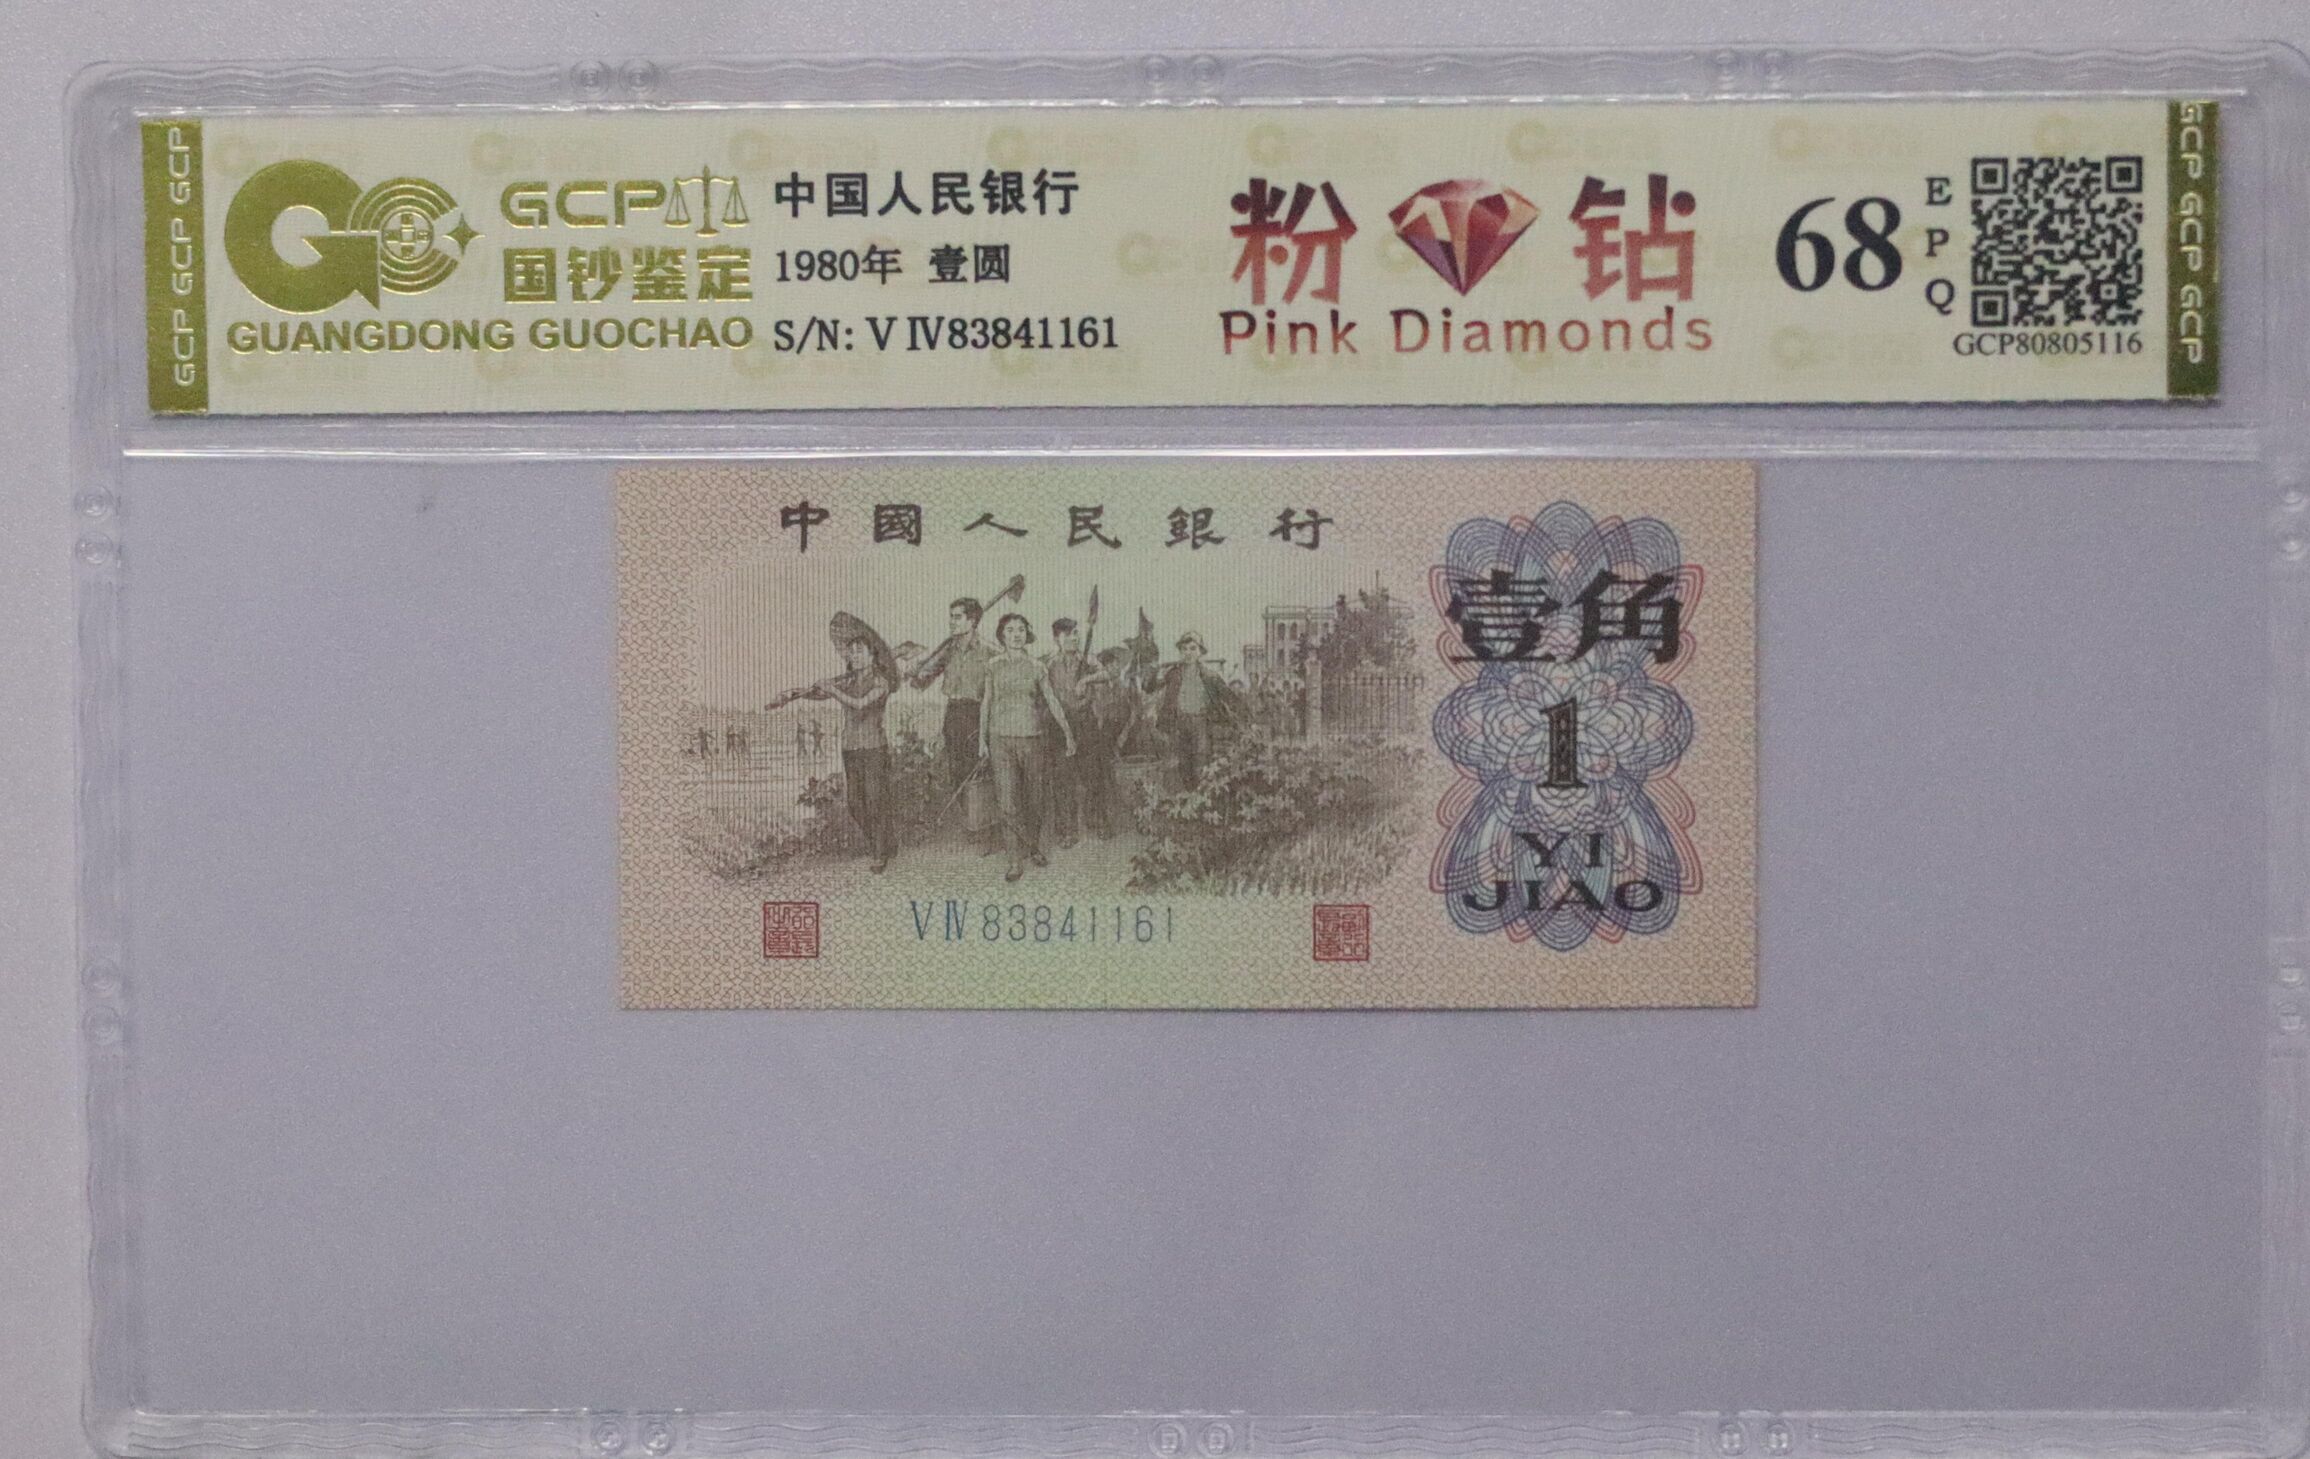 GCP GCP GCP
GCP
国钞鉴定
GUANGDONG GUOCHAO
中国人民银行
1980年 壹圆
S/N: V IV83841161
粉钻
Pink Diamonds
68
EPQ
GCP80805116
GCP GCP GCP
中國人民銀行
壹角
1
YI
JIAO
V IV 83841161